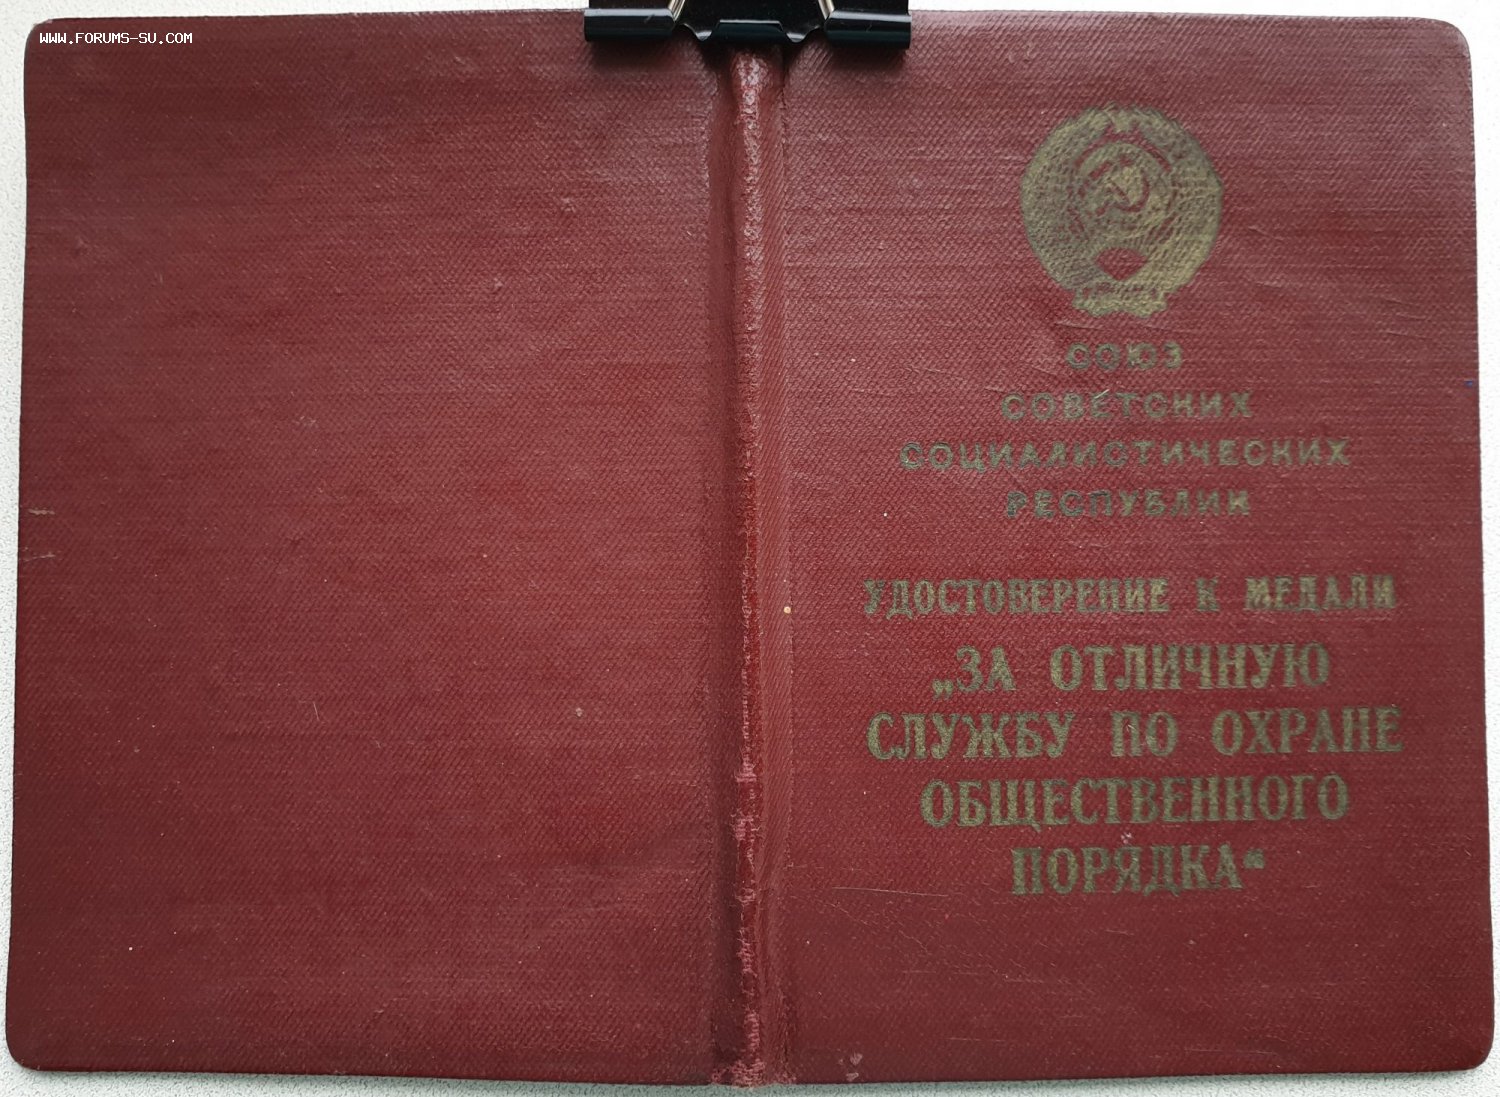 WWW.FORUMS-SU.COM
СОЮЗ
СОВЕТСКИХ
СОЦИАЛИСТИЧЕСКИХ
РЕСПУБЛИК
УДОСТОВЕРЕНИЕ К МЕДАЛИ
„ЗА ОТЛИЧНУЮ
СЛУЖБУ ПО ОХРАНЕ
ОБЩЕСТВЕННОГО
ПОРЯДКА“